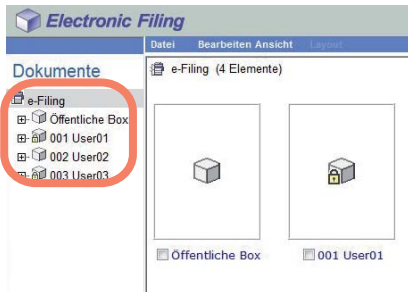 Electronic Filing
Datei Bearbeiten Ansicht Layout
Dokumente
e-Filing
Öffentliche Box
001 User01
002 User02
003 User03
e-Filing (4 Elemente)
Öffentliche Box
001 User01